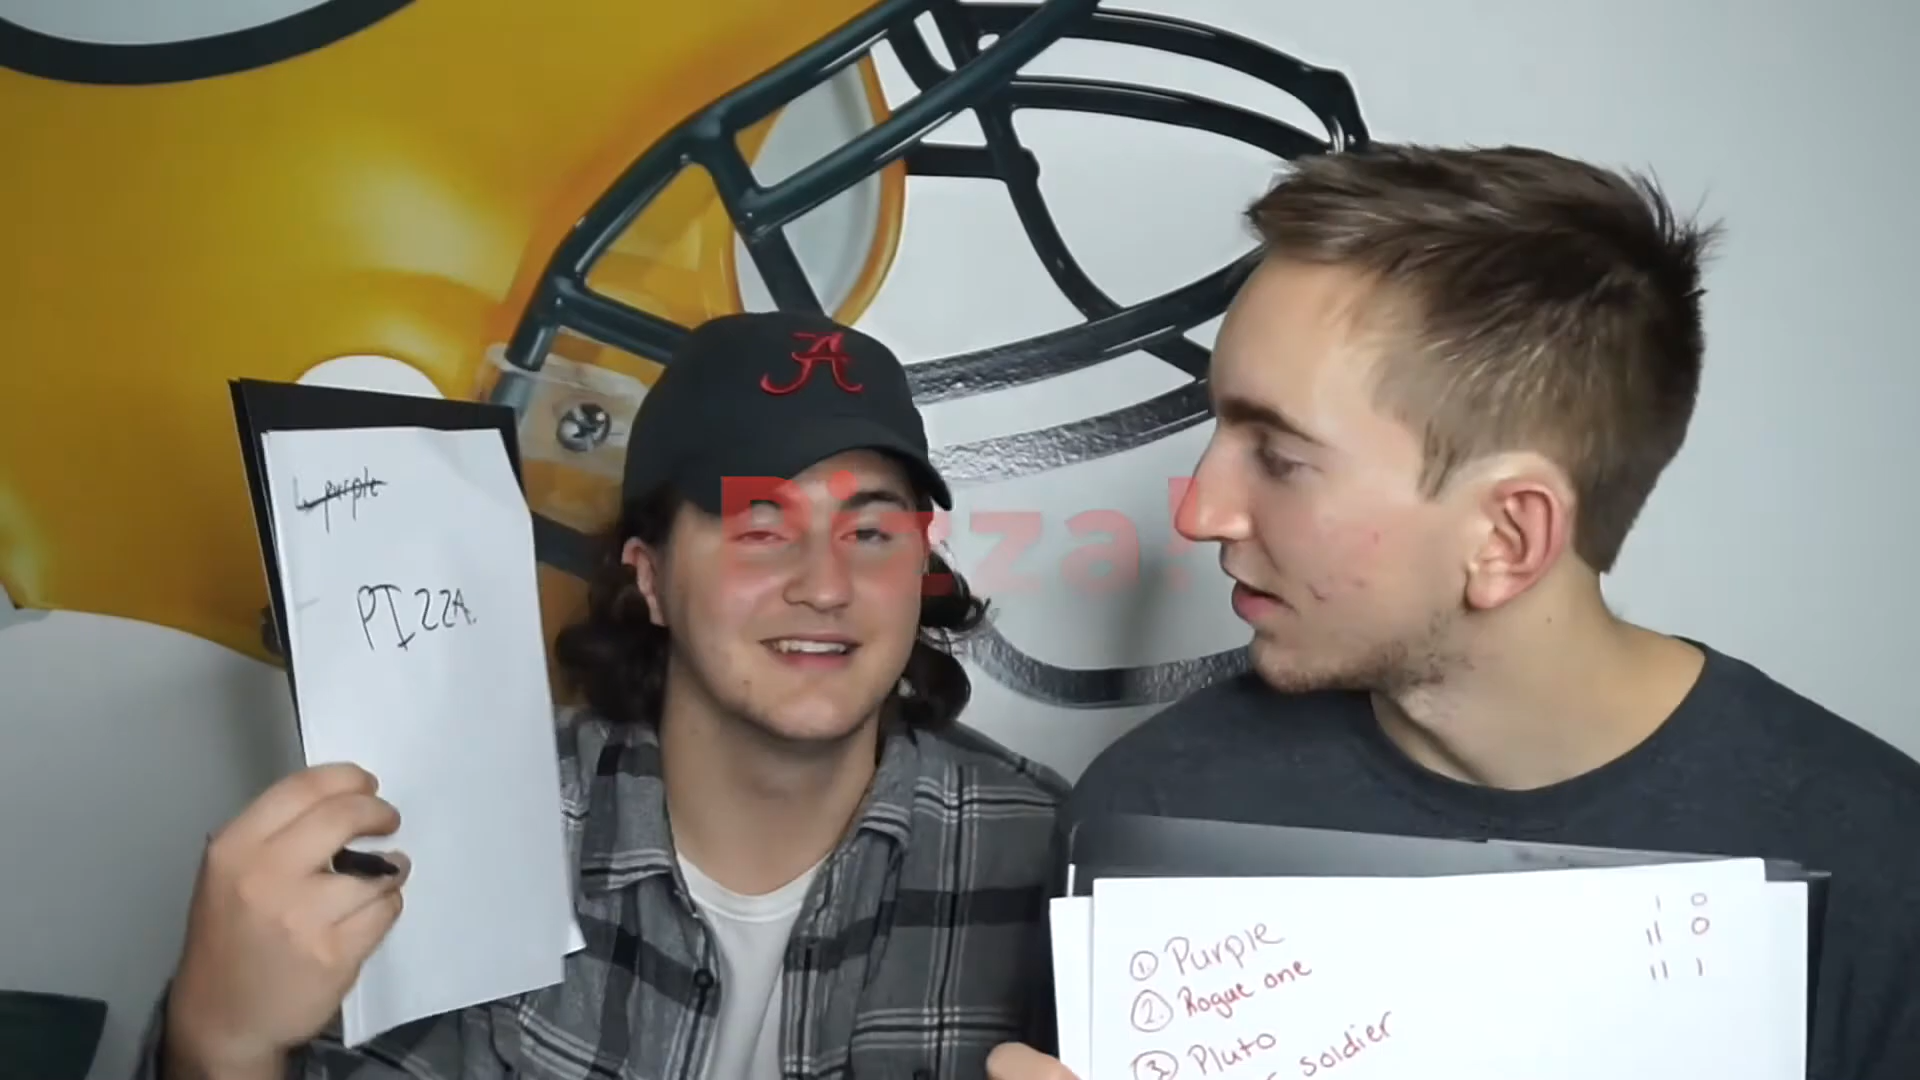 A
purple
PIZZA.
Pizza!
1. Purple
2. Rogue one
3. Pluto
soldier
1 0
11 0
11 1